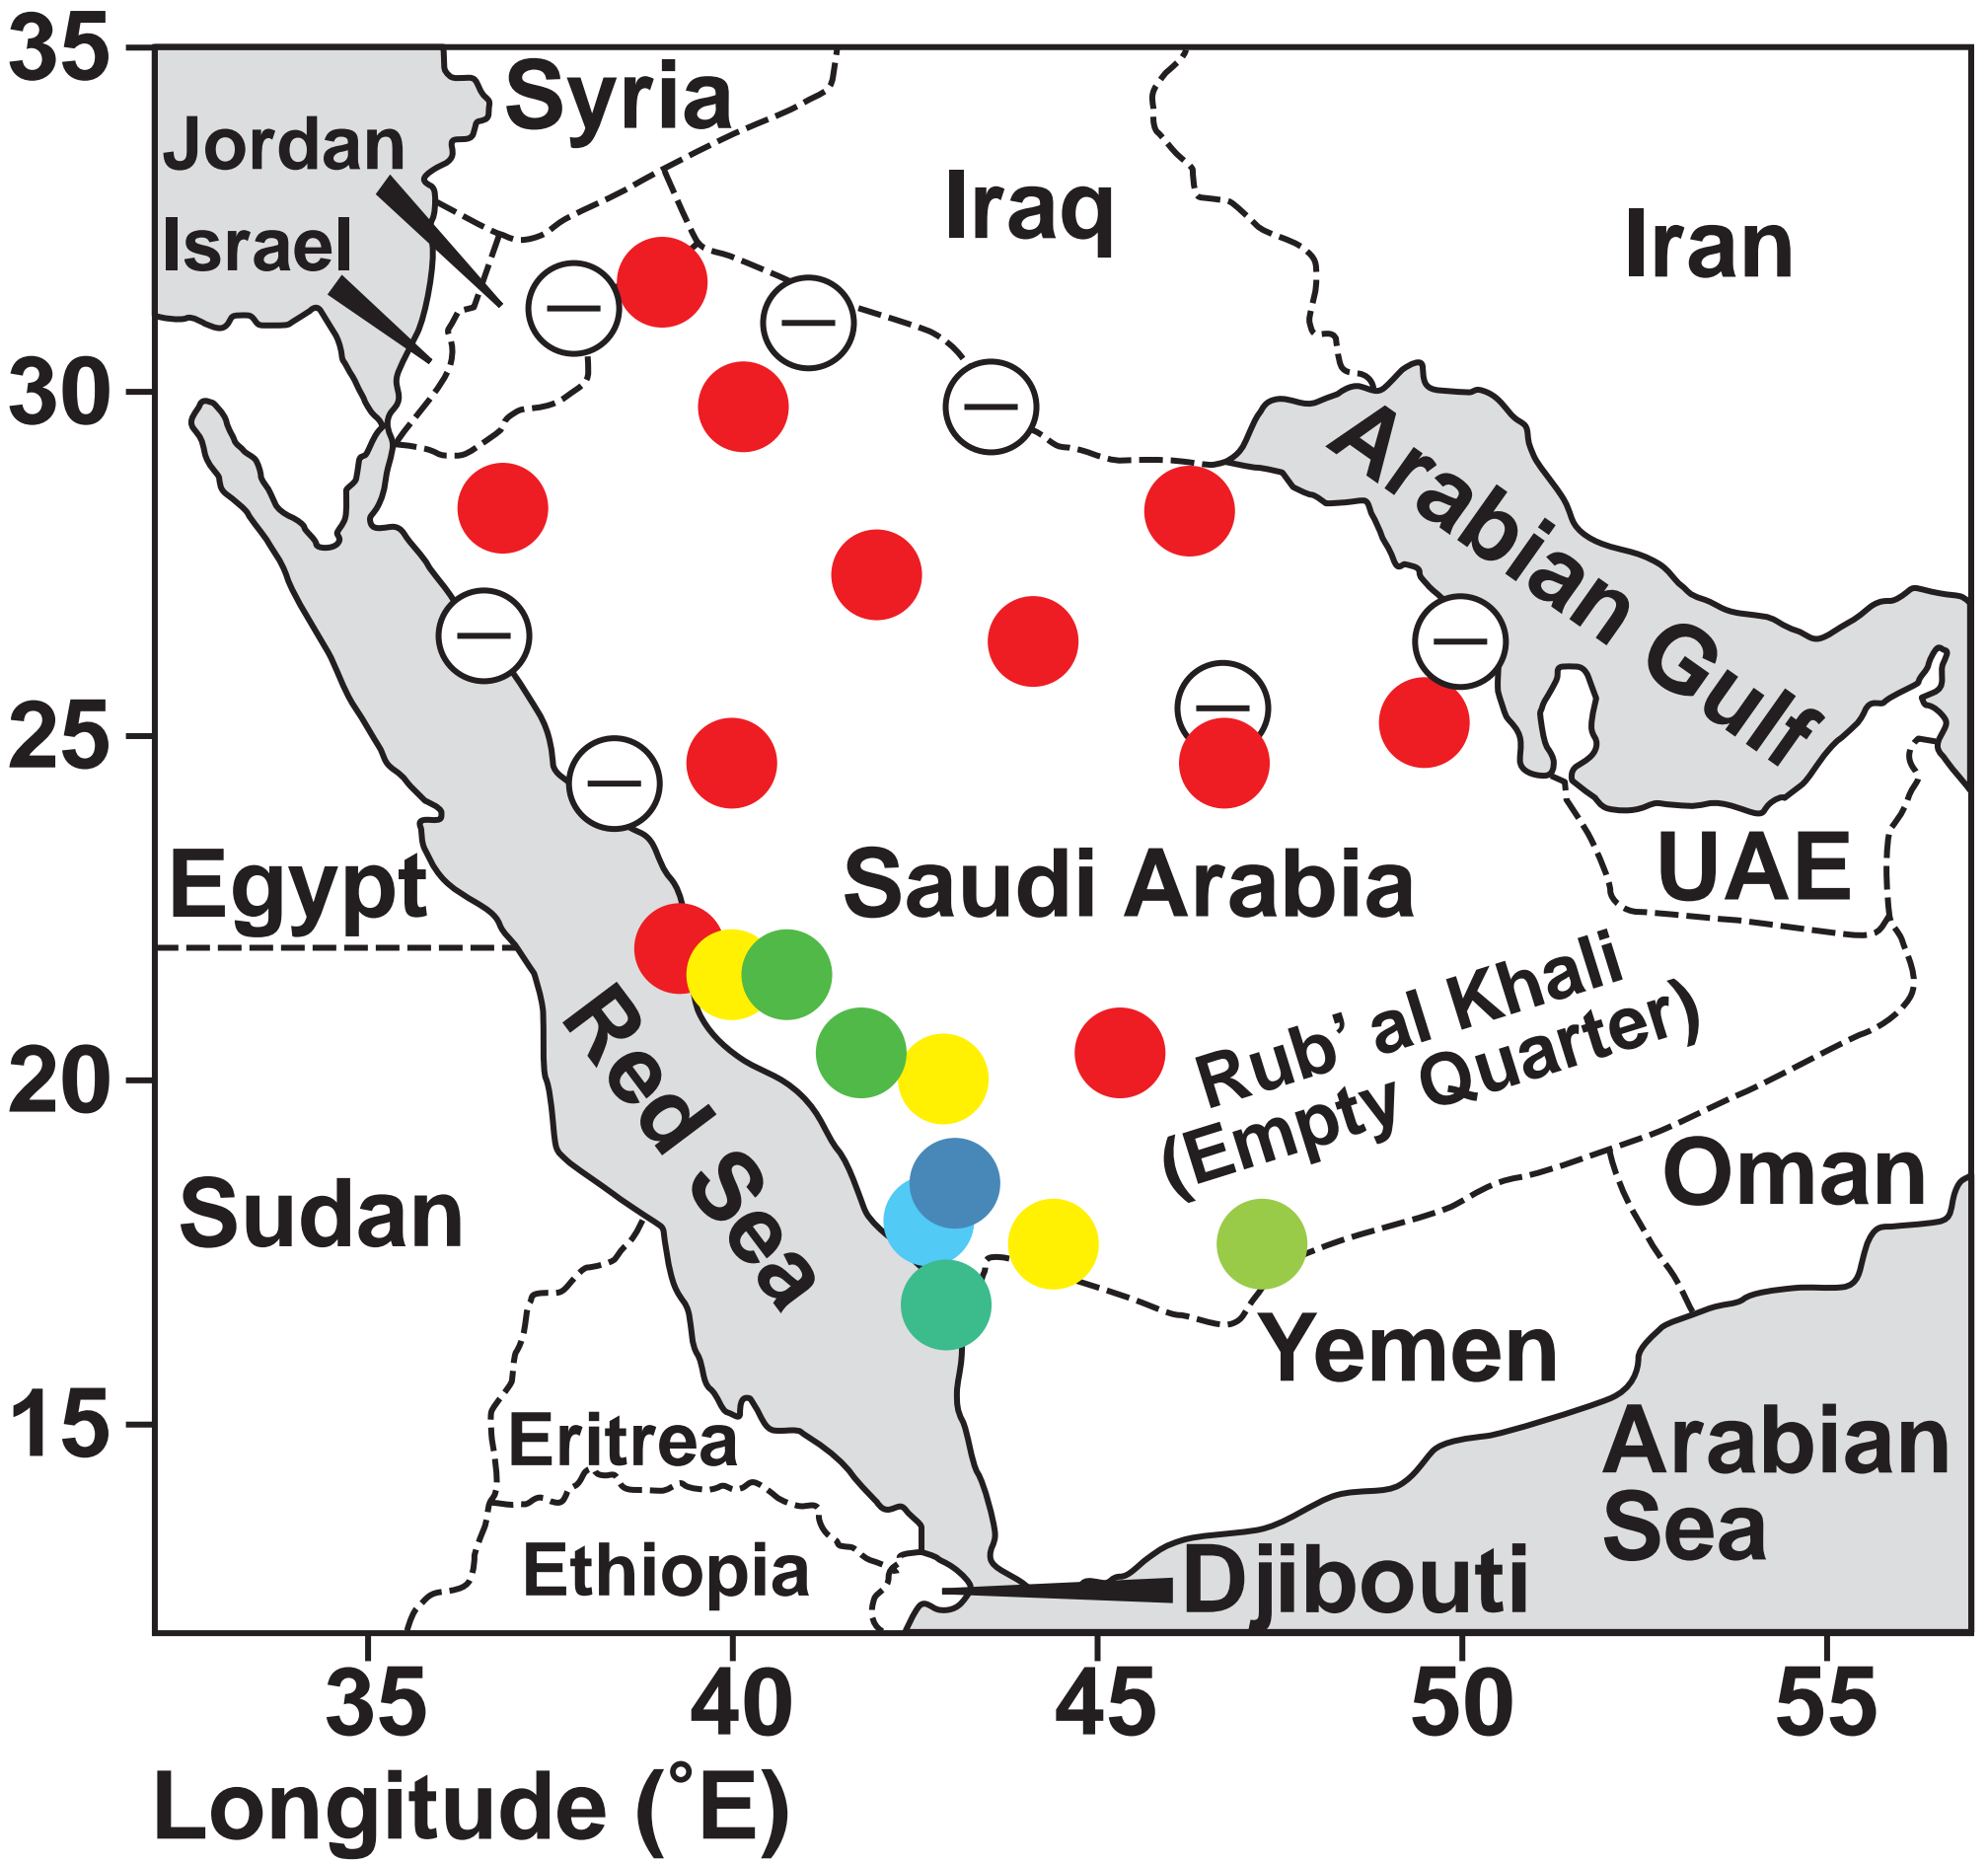 35
Syria
Jordan
Iraq
Iran
Israel
30
Arabian Gulf
25
Saudi Arabia
UAE
Egypt
Rub’ al Khali
(Empty Quarter)
Red Sea
20
Oman
Sudan
Yemen
15
Eritrea
Arabian
Sea
Ethiopia
Djibouti
35 40 45 50 55
Longitude (°E)